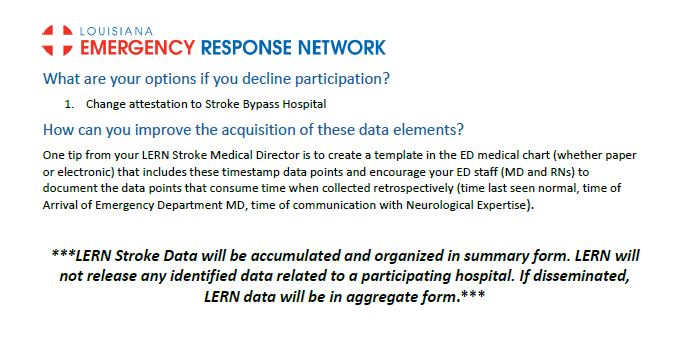 LOUISIANA
EMERGENCY RESPONSE NETWORK
What are your options if you decline participation?
1. Change attestation to Stroke Bypass Hospital
How can you improve the acquisition of these data elements?
One tip from your LERN Stroke Medical Director is to create a template in the ED medical chart (whether paper
or electronic) that includes these timestamp data points and encourage your ED staff (MD and RNs) to
document the data points that consume time when collected retrospectively (time last seen normal, time of
Arrival of Emergency Department MD, time of communication with Neurological Expertise).
***LERN Stroke Data will be accumulated and organized in summary form. LERN will
not release any identified data related to a participating hospital. If disseminated,
LERN data will be in aggregate form.***